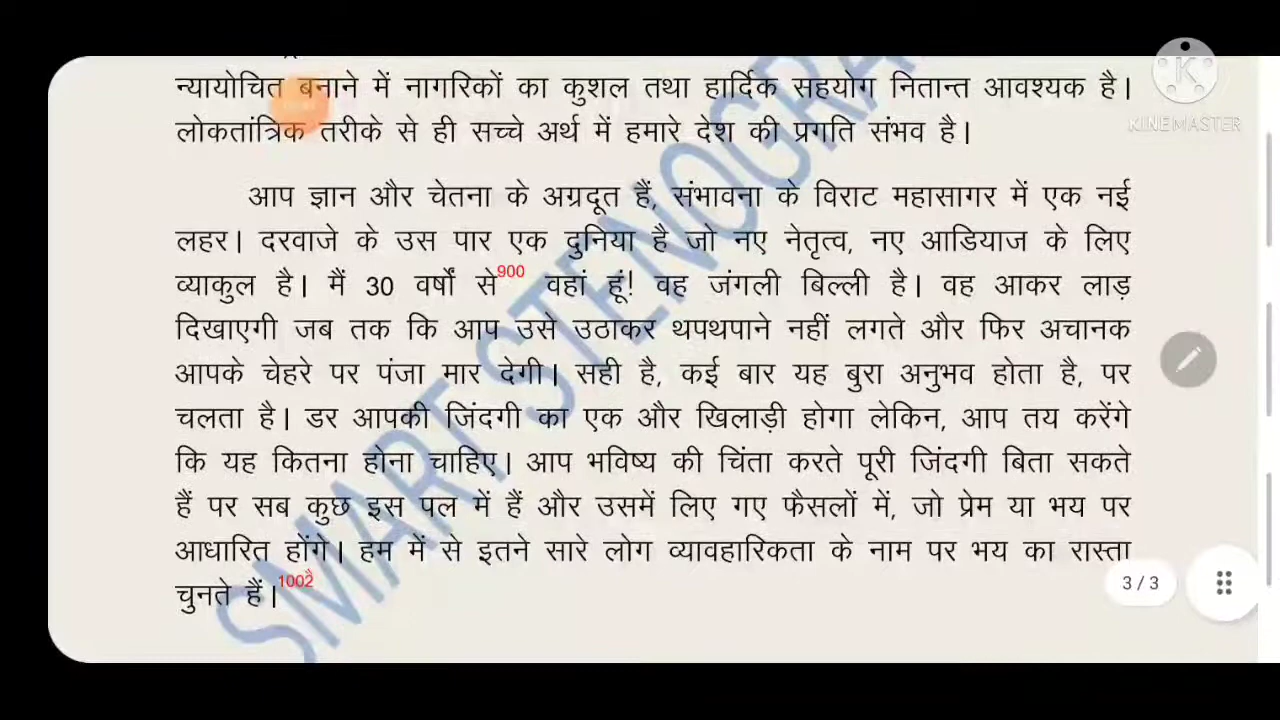 KINEMASTER
न्यायोचित बनाने में नागरिकों का कुशल तथा हार्दिक सहयोग नितान्त आवश्यक है।
लोकतांत्रिक तरीके से ही सच्चे अर्थ में हमारे देश की प्रगति संभव है।
आप ज्ञान और चेतना के अग्रदूत हैं, संभावना के विराट महासागर में एक नई
लहर। दरवाजे के उस पार एक दुनिया है जो नए नेतृत्व, नए आडियाज के लिए
व्याकुल है। मैं 30 वर्षों से900 वहां हूं! वह जंगली बिल्ली है। वह आकर लाड़
दिखाएगी जब तक कि आप उसे उठाकर थपथपाने नहीं लगते और फिर अचानक
आपके चेहरे पर पंजा मार देगी। सही है, कई बार यह बुरा अनुभव होता है, पर
चलता है। डर आपकी जिंदगी का एक और खिलाड़ी होगा लेकिन, आप तय करेंगे
कि यह कितना होना चाहिए। आप भविष्य की चिंता करते पूरी जिंदगी बिता सकते
हैं पर सब कुछ इस पल में हैं और उसमें लिए गए फैसलों में, जो प्रेम या भय पर
आधारित होंगे। हम में से इतने सारे लोग व्यावहारिकता के नाम पर भय का रास्ता
चुनते हैं।1002
3/3
SMART STENOGRA